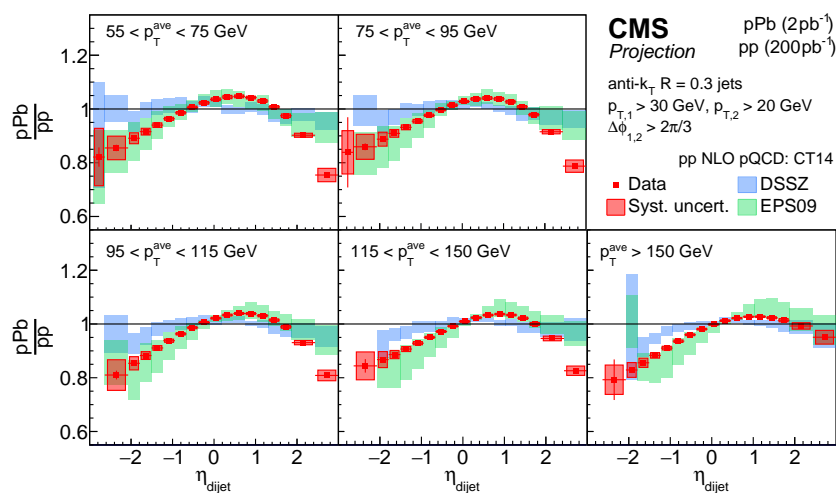 55 < p_T^ave < 75 GeV
75 < p_T^ave < 95 GeV
CMS
Projection
pPb (2pb⁻¹)
pp (200pb⁻¹)
anti-k_T R = 0.3 jets
p_T,1 > 30 GeV, p_T,2 > 20 GeV
Δϕ_1,2 > 2π/3
pp NLO pQCD: CT14
Data
DSSZ
Syst. uncert.
EPS09
pPb
pp
1.2
1
0.8
0.6
95 < p_T^ave < 115 GeV
115 < p_T^ave < 150 GeV
p_T^ave > 150 GeV
pPb
pp
1.2
1
0.8
0.6
−2 −1 0 1 2
−2 −1 0 1 2
−2 −1 0 1 2
η_dijet
η_dijet
η_dijet